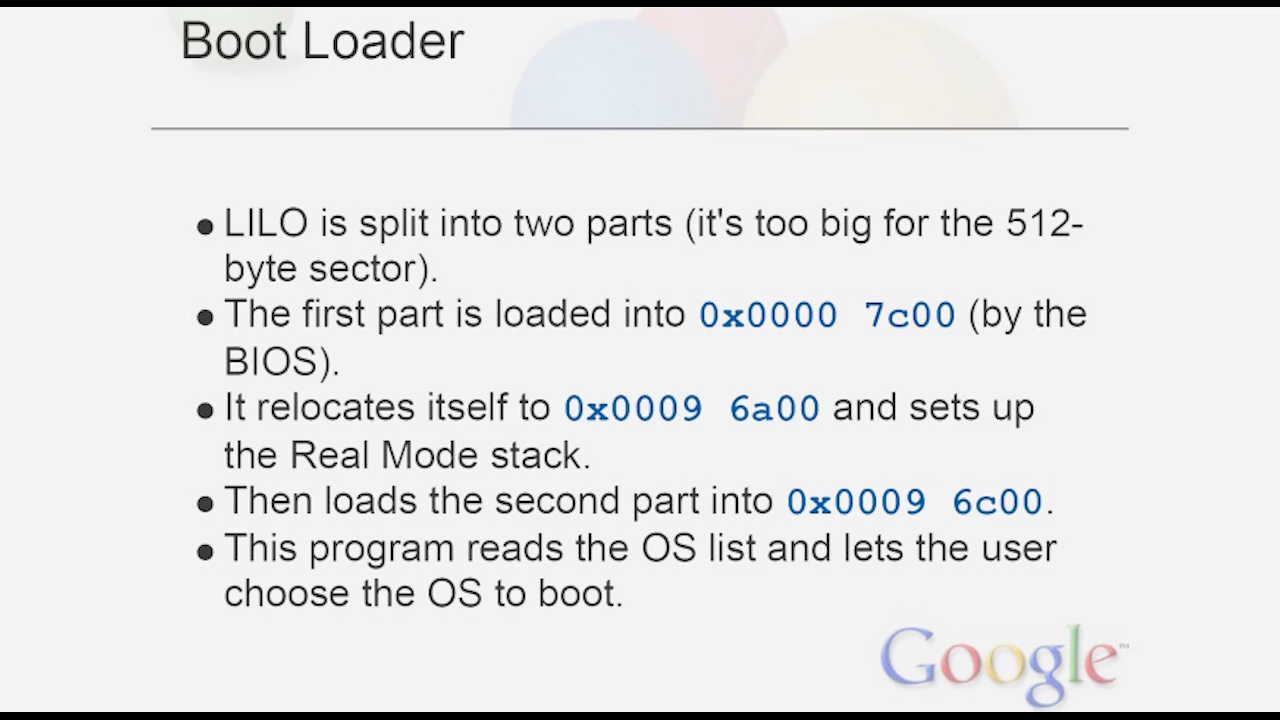 Boot Loader
● LILO is split into two parts (it's too big for the 512-
byte sector).
● The first part is loaded into 0x0000 7c00 (by the
BIOS).
● It relocates itself to 0x0009 6a00 and sets up
the Real Mode stack.
● Then loads the second part into 0x0009 6c00.
● This program reads the OS list and lets the user
choose the OS to boot.
Google™